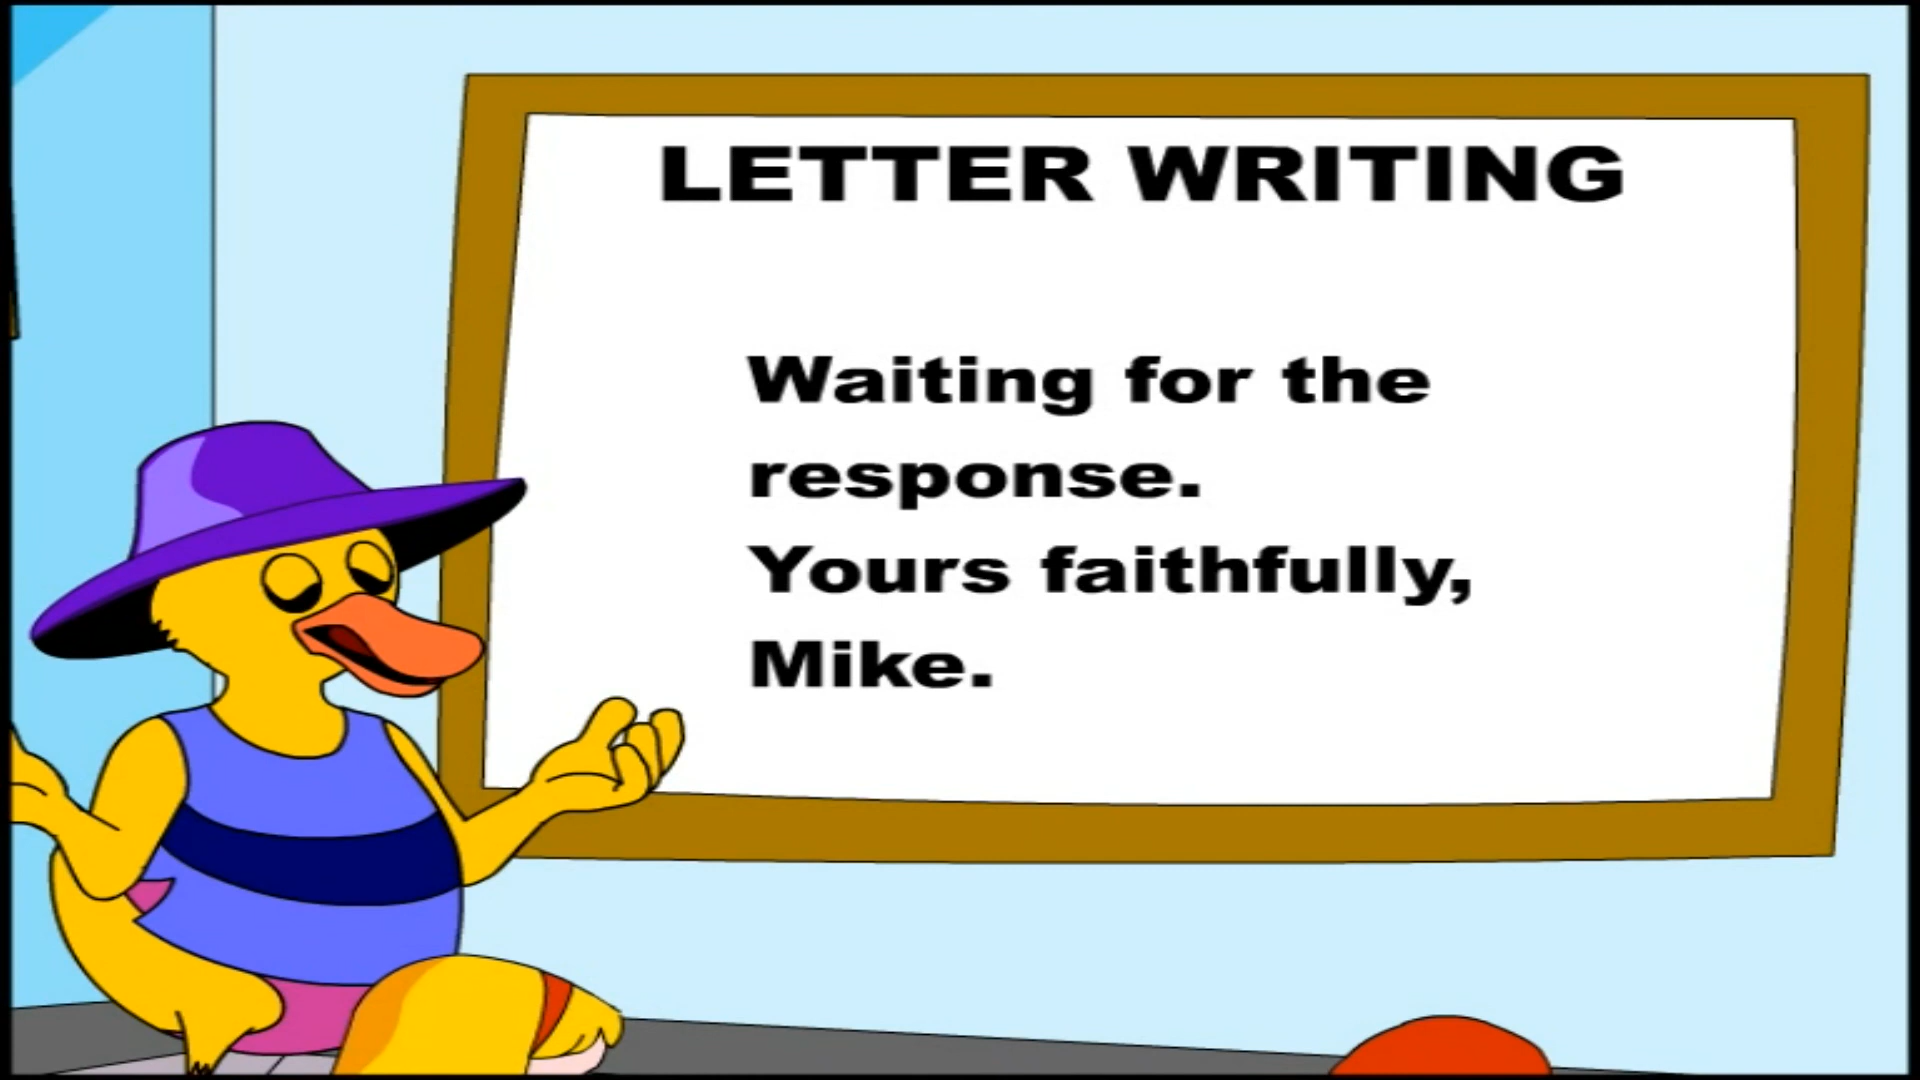 LETTER WRITING
Waiting for the
response.
Yours faithfully,
Mike.